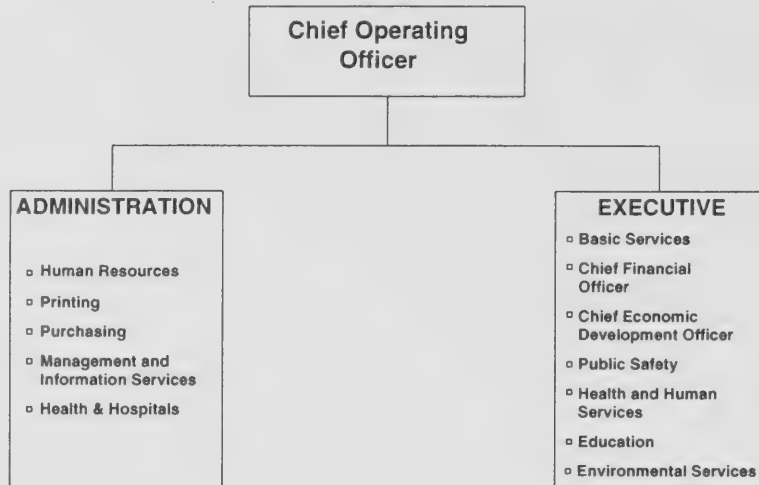 Chief Operating
Officer
ADMINISTRATION
▫ Human Resources
▫ Printing
▫ Purchasing
▫ Management and
Information Services
▫ Health & Hospitals
EXECUTIVE
▫ Basic Services
▫ Chief Financial
Officer
▫ Chief Economic
Development Officer
▫ Public Safety
▫ Health and Human
Services
▫ Education
▫ Environmental Services